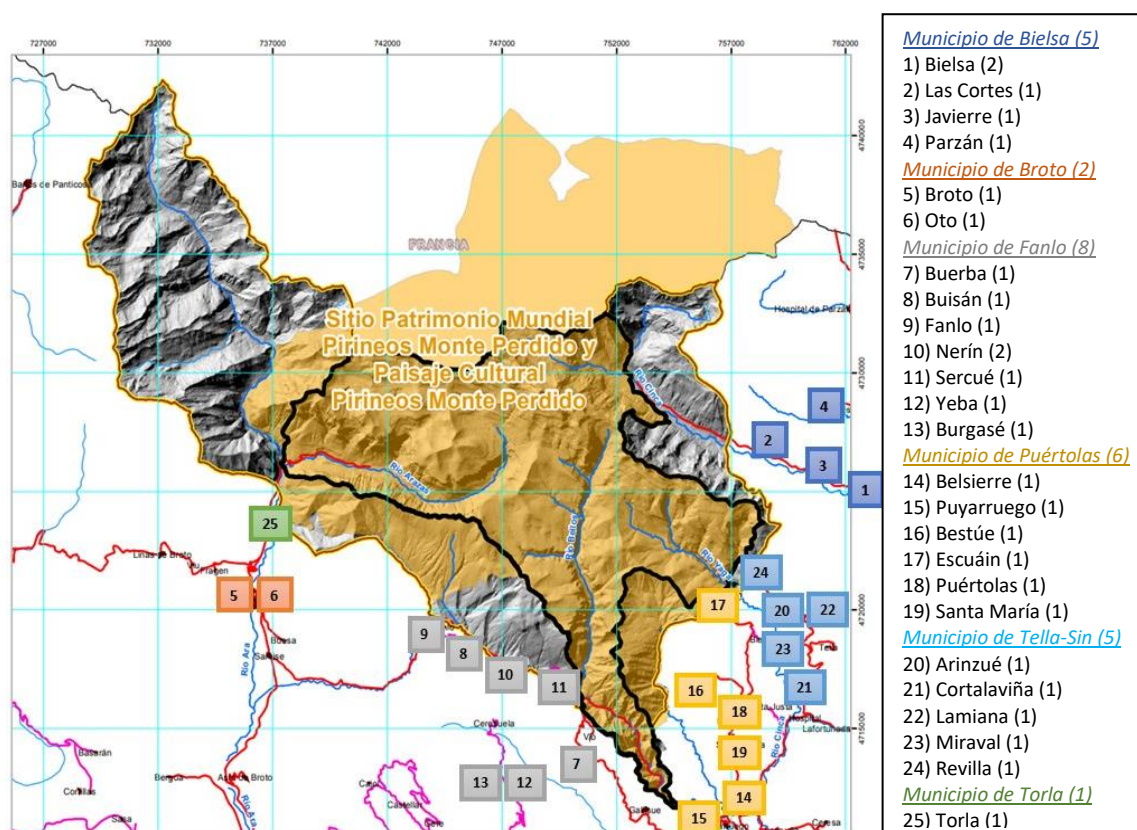 727000
732000
737000
742000
747000
752000
757000
762000
4740000
4735000
4730000
4720000
4715000
FRANCIA
Hospital de Parzán
Sitio Patrimonio Mundial
Pirineos Monte Perdido y
Paisaje Cultural
Pirineos Monte Perdido
Río Cinca
4
2
3
1
Río Arazas
Río Bellos
Río Yaga
25
Linas de Broto
Fragen
24
5
6
17
20
22
9
8
23
Tella
Río Ara
10
11
16
21
18
Hospital
Lafortunada
Río Cinca
Vió
19
7
13
12
14
15
Basarán
Bergua
Asín de Broto
Ceresa
Municipio de Bielsa (5)
1) Bielsa (2)
2) Las Cortes (1)
3) Javierre (1)
4) Parzán (1)
Municipio de Broto (2)
5) Broto (1)
6) Oto (1)
Municipio de Fanlo (8)
7) Buerba (1)
8) Buisán (1)
9) Fanlo (1)
10) Nerín (2)
11) Sercué (1)
12) Yeba (1)
13) Burgasé (1)
Municipio de Puértolas (6)
14) Belsierre (1)
15) Puyarruego (1)
16) Bestúe (1)
17) Escuáin (1)
18) Puértolas (1)
19) Santa María (1)
Municipio de Tella-Sin (5)
20) Arinzué (1)
21) Cortalaviña (1)
22) Lamiana (1)
23) Miraval (1)
24) Revilla (1)
Municipio de Torla (1)
25) Torla (1)